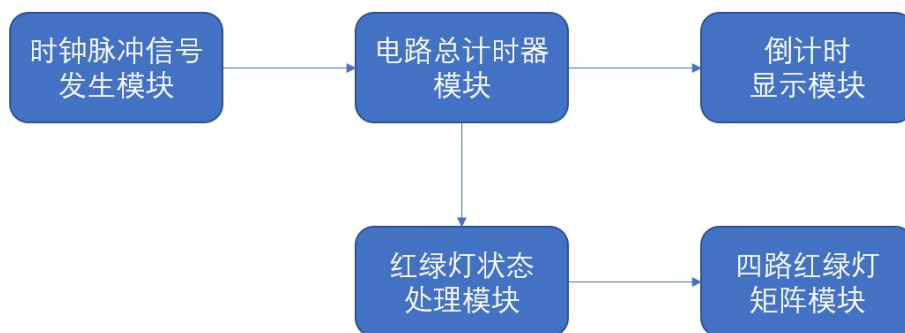 时钟脉冲信号
发生模块
电路总计时器
模块
倒计时
显示模块
红绿灯状态
处理模块
四路红绿灯
矩阵模块